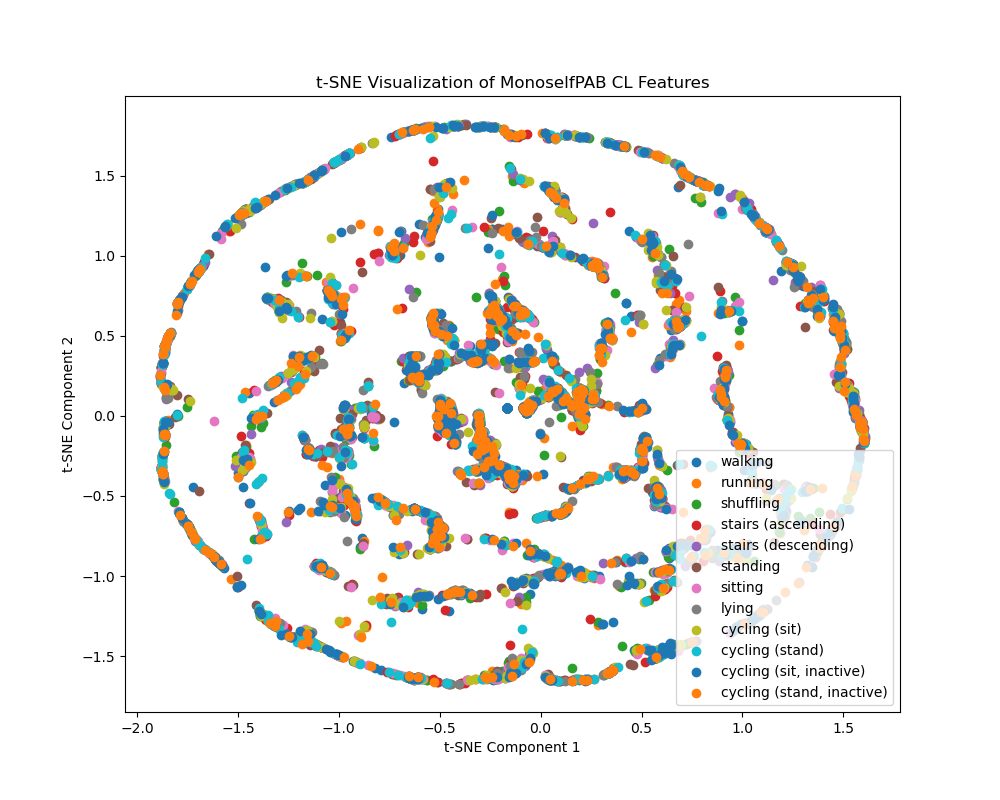 t-SNE Visualization of MonoselfPAB CL Features
t-SNE Component 2
1.5
1.0
0.5
0.0
−0.5
−1.0
−1.5
walking
running
shuffling
stairs (ascending)
stairs (descending)
standing
sitting
lying
cycling (sit)
cycling (stand)
cycling (sit, inactive)
cycling (stand, inactive)
−2.0 −1.5 −1.0 −0.5 0.0 0.5 1.0 1.5
t-SNE Component 1